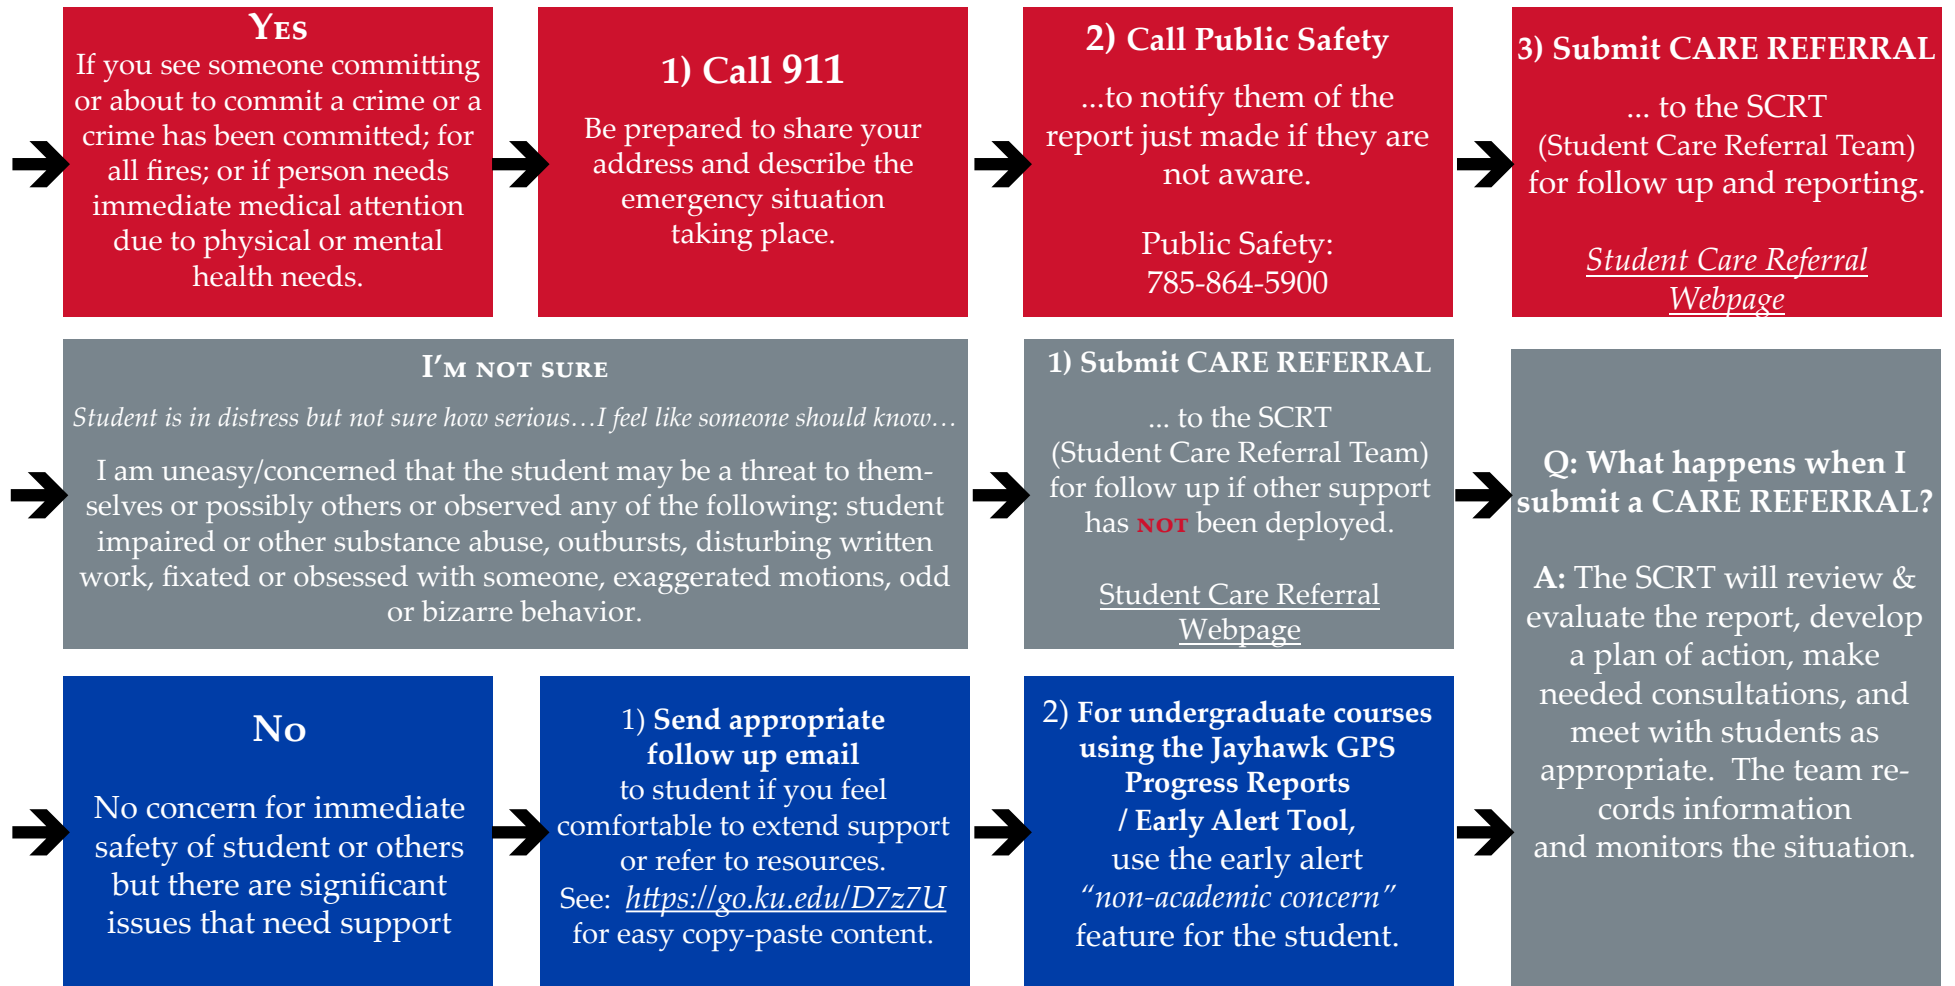 YES
If you see someone committing
or about to commit a crime or a
crime has been committed; for
all fires; or if person needs
immediate medical attention
due to physical or mental
health needs.
1) Call 911
Be prepared to share your
address and describe the
emergency situation
taking place.
2) Call Public Safety
...to notify them of the
report just made if they are
not aware.
Public Safety:
785-864-5900
3) Submit CARE REFERRAL
... to the SCRT
(Student Care Referral Team)
for follow up and reporting.
Student Care Referral
Webpage
I'M NOT SURE
Student is in distress but not sure how serious…I feel like someone should know…
I am uneasy/concerned that the student may be a threat to them-
selves or possibly others or observed any of the following: student
impaired or other substance abuse, outbursts, disturbing written
work, fixated or obsessed with someone, exaggerated motions, odd
or bizarre behavior.
1) Submit CARE REFERRAL
... to the SCRT
(Student Care Referral Team)
for follow up if other support
has NOT been deployed.
Student Care Referral
Webpage
Q: What happens when I
submit a CARE REFERRAL?
A: The SCRT will review &
evaluate the report, develop
a plan of action, make
needed consultations, and
meet with students as
appropriate.  The team re-
cords information
and monitors the situation.
NO
No concern for immediate
safety of student or others
but there are significant
issues that need support
1) Send appropriate
follow up email
to student if you feel
comfortable to extend support
or refer to resources.
See: https://go.ku.edu/D7z7U
for easy copy-paste content.
2) For undergraduate courses
using the Jayhawk GPS
Progress Reports
/ Early Alert Tool,
use the early alert
"non-academic concern"
feature for the student.